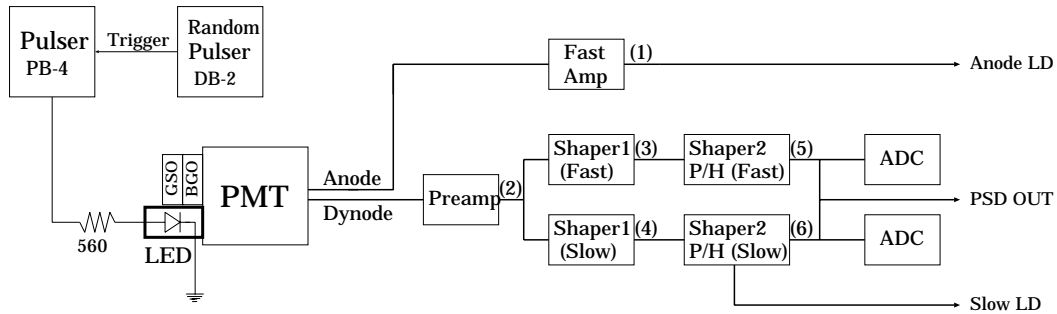 Pulser
PB-4
Trigger
Random
Pulser
DB-2
Fast
Amp
(1)
Anode LD
GSO
BGO
PMT
Anode
Dynode
Preamp
(2)
Shaper1
(Fast)
(3)
Shaper2
P/H (Fast)
(5)
ADC
PSD OUT
560
LED
Shaper1
(Slow)
(4)
Shaper2
P/H (Slow)
(6)
ADC
Slow LD